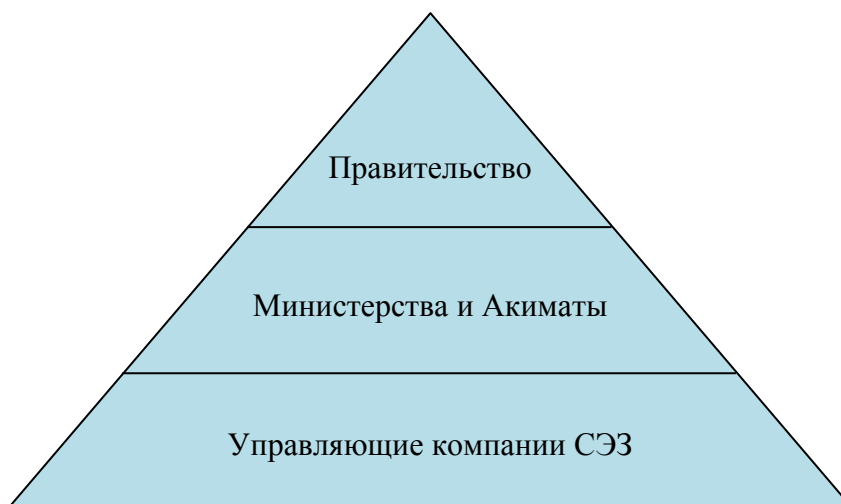 Правительство
Министерства и Акиматы
Управляющие компании СЭЗ